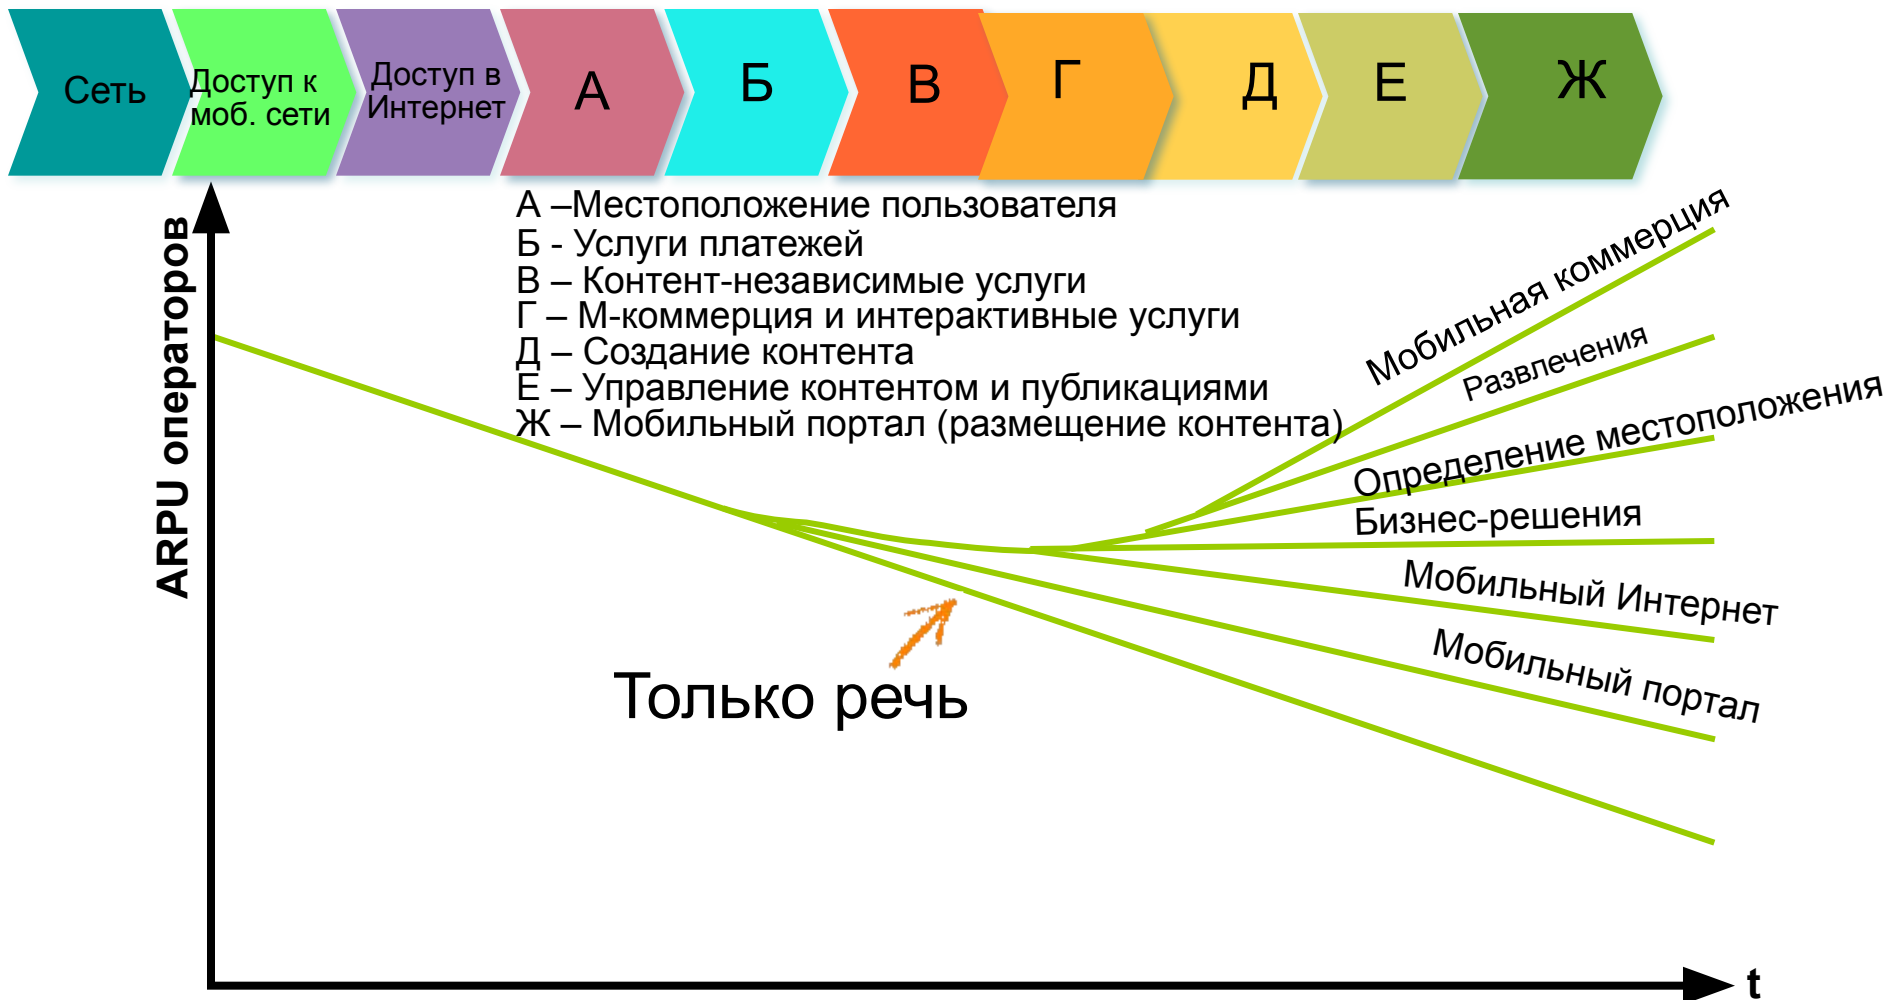 Сеть
Доступ к
моб. сети
Доступ в
Интернет
А
Б
В
Г
Д
Е
Ж
А –Местоположение пользователя
Б - Услуги платежей
В – Контент-независимые услуги
Г – М-коммерция и интерактивные услуги
Д – Создание контента
Е – Управление контентом и публикациями
Ж – Мобильный портал (размещение контента)
ARPU операторов
Мобильная коммерция
Развлечения
Определение местоположения
Бизнес-решения
Мобильный Интернет
Мобильный портал
Только речь
t